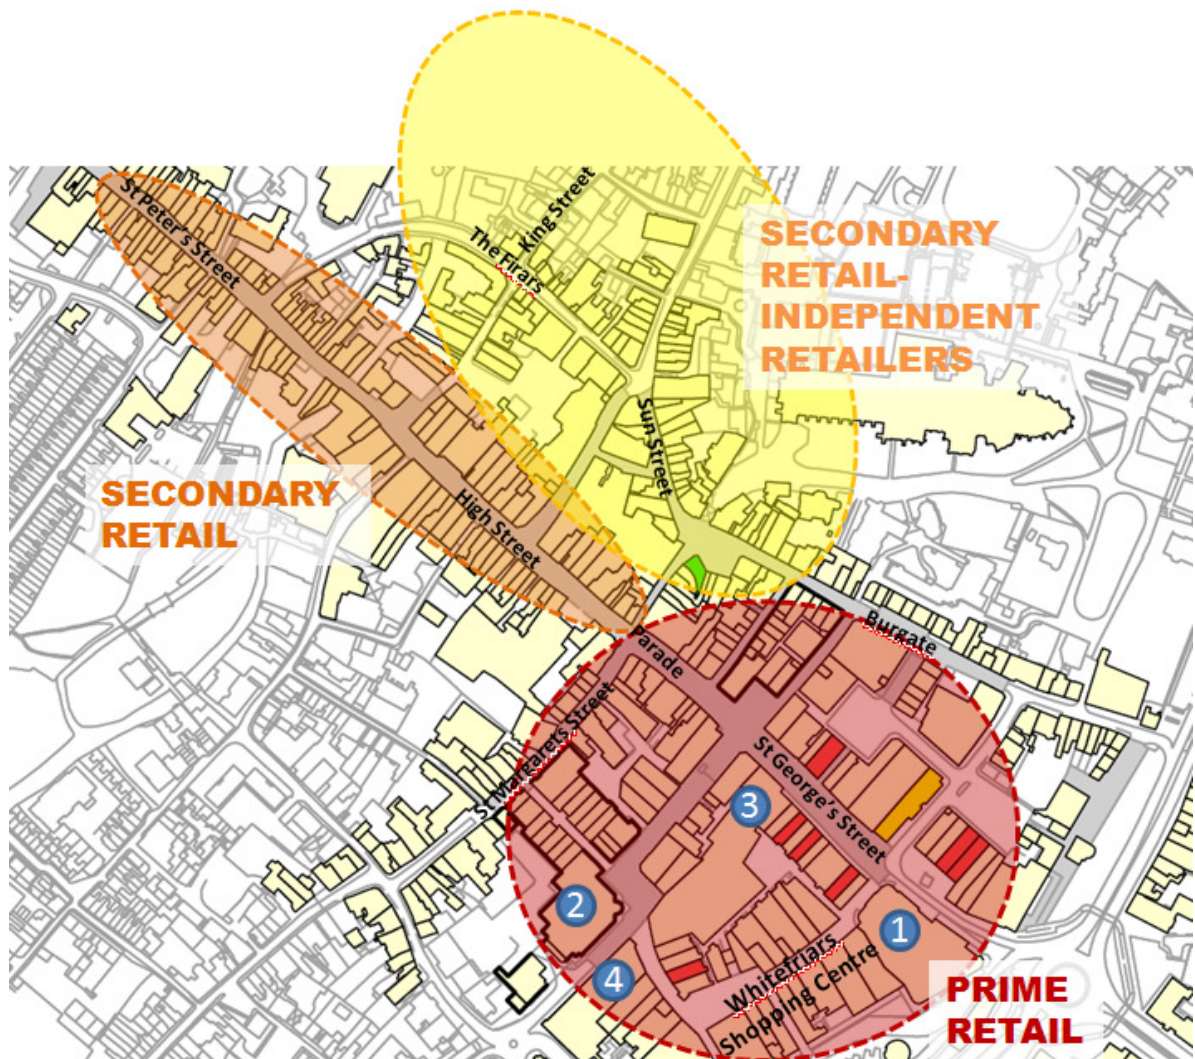 St Peter's Street
King Street
The Firars
SECONDARY
RETAIL-
INDEPENDENT
RETAILERS
Sun Street
SECONDARY
RETAIL
High Street
Burgate
Parade
St Margarets Street
St George's Street
3
2
1
4
Whitefriars
Shopping Centre
PRIME
RETAIL